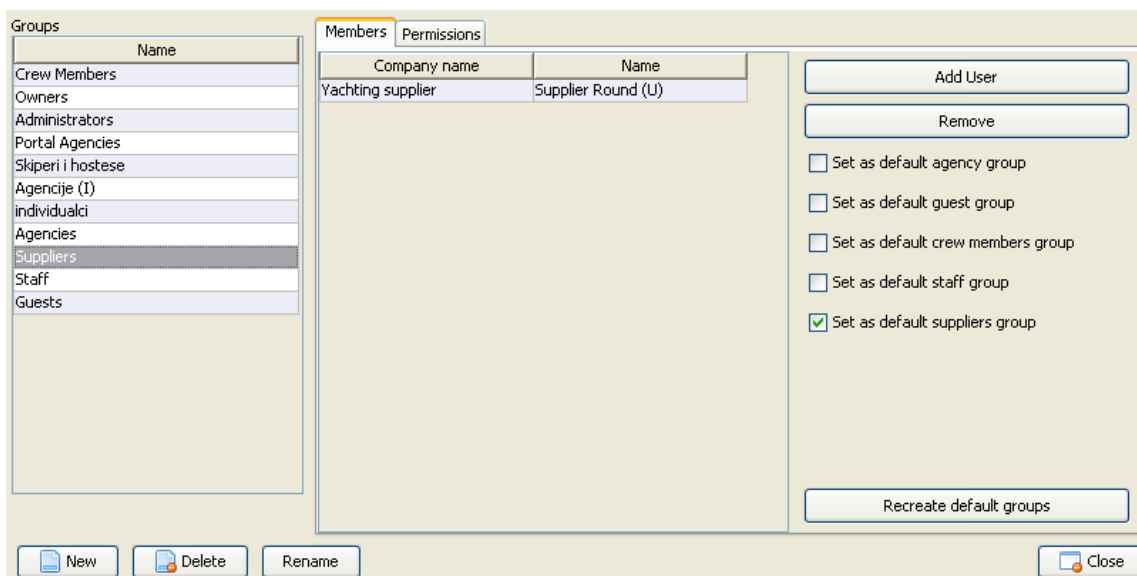 Groups
Name
Crew Members
Owners
Administrators
Portal Agencies
Skiperi i hostese
Agencije (I)
individualci
Agencies
Suppliers
Staff
Guests
Members Permissions
Company name Name
Yachting supplier Supplier Round (U)
Add User
Remove
Set as default agency group
Set as default guest group
Set as default crew members group
Set as default staff group
Set as default suppliers group
Recreate default groups
New Delete Rename Close